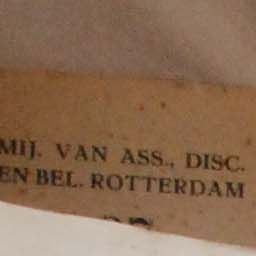 MIJ. VAN ASS., DISC.
EN BEL. ROTTERDAM